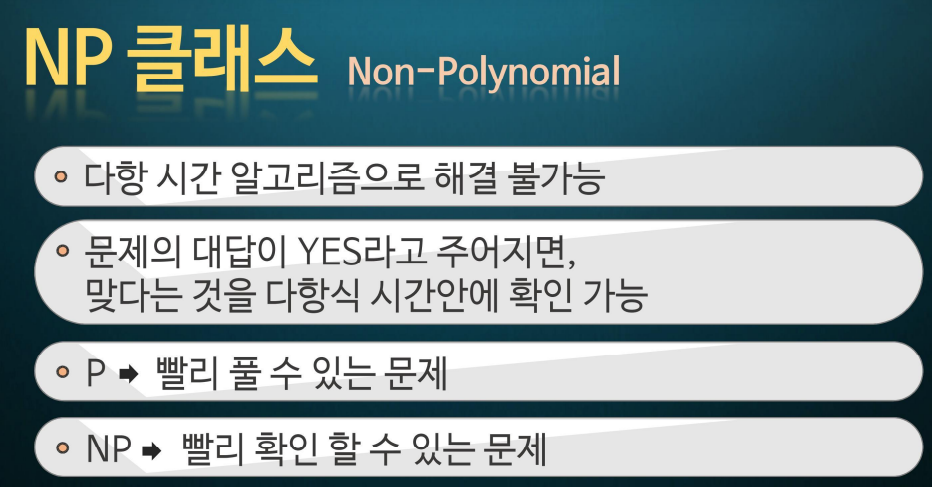 NP 클래스 Non-Polynomial
다항 시간 알고리즘으로 해결 불가능
문제의 대답이 YES라고 주어지면,
맞다는 것을 다항식 시간안에 확인 가능
P ➡ 빨리 풀 수 있는 문제
NP ➡ 빨리 확인 할 수 있는 문제